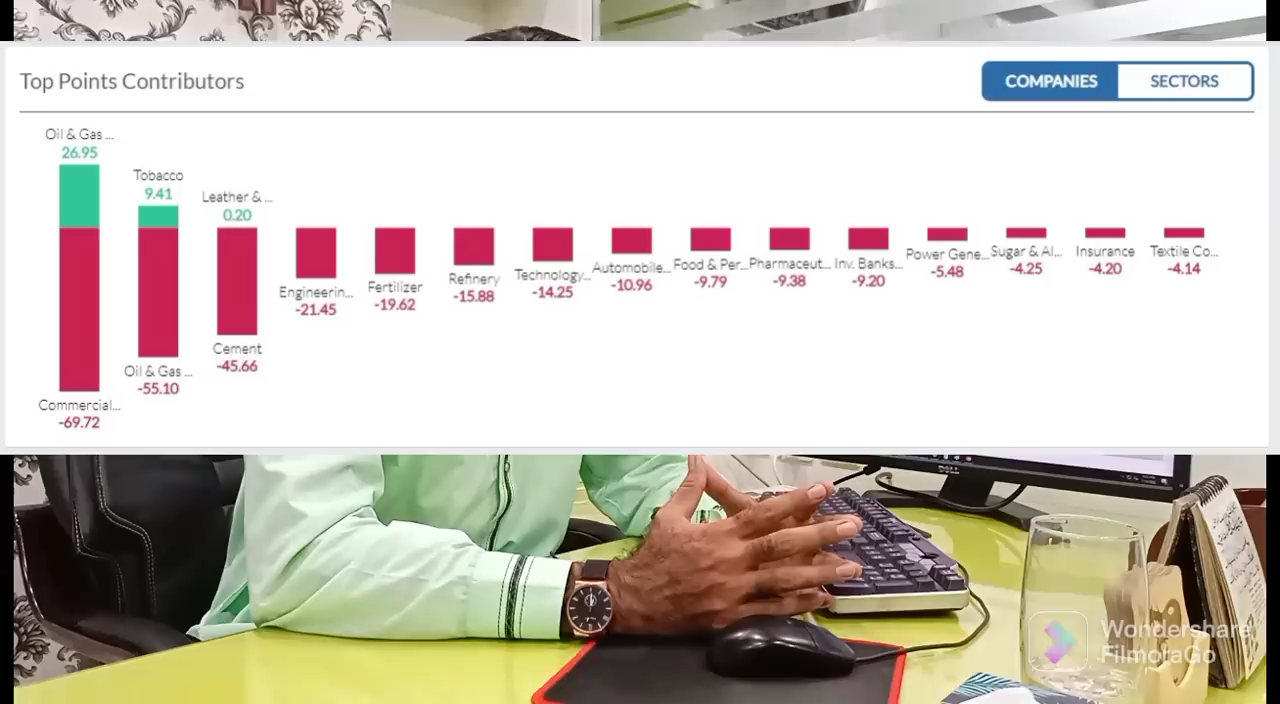 Top Points Contributors
COMPANIES
SECTORS
Oil & Gas ...
26.95
Tobacco
9.41
Leather & ...
0.20
Commercial...
-69.72
Oil & Gas ...
-55.10
Cement
-45.66
Engineerin...
-21.45
Fertilizer
-19.62
Refinery
-15.88
Technology...
-14.25
Automobile...
-10.96
Food & Per...
-9.79
Pharmaceut...
-9.38
Inv. Banks...
-9.20
Power Gene...
-5.48
Sugar & Al...
-4.25
Insurance
-4.20
Textile Co...
-4.14
DELL
Wondershare
FilmoraGo